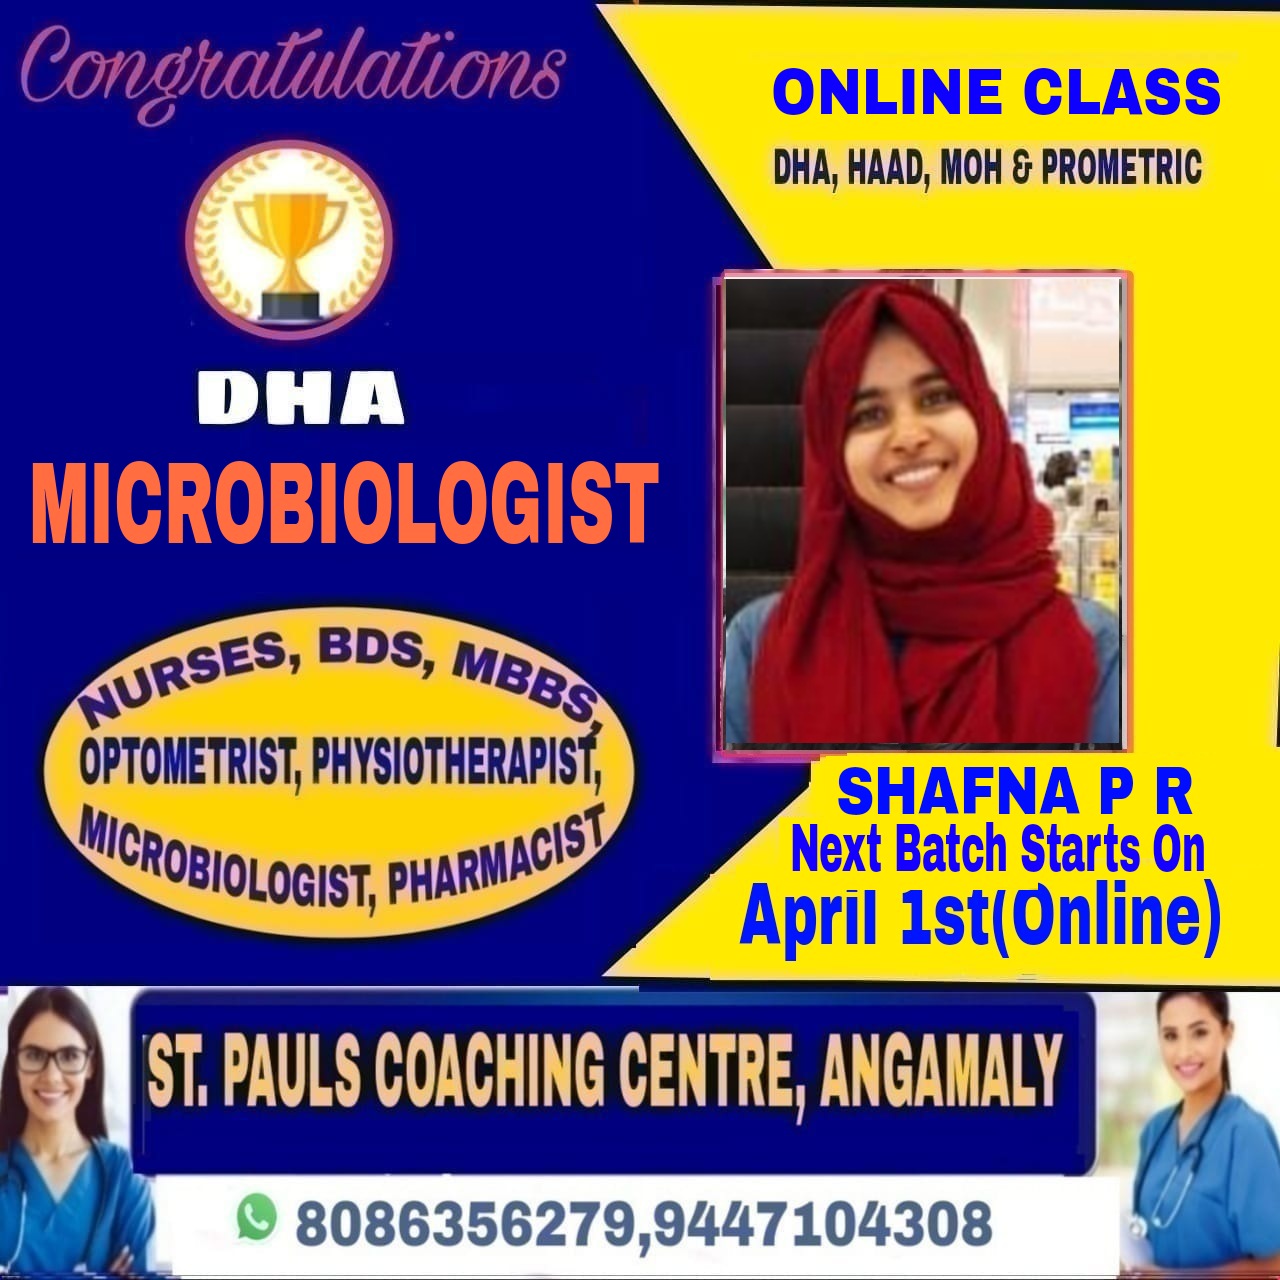 Congratulations
ONLINE CLASS
DHA, HAAD, MOH & PROMETRIC
DHA
MICROBIOLOGIST
NURSES, BDS, MBBS,
OPTOMETRIST, PHYSIOTHERAPIST,
MICROBIOLOGIST, PHARMACIST
SHAFNA P R
Next Batch Starts On
April 1st(Online)
ST. PAULS COACHING CENTRE, ANGAMALY
8086356279,9447104308